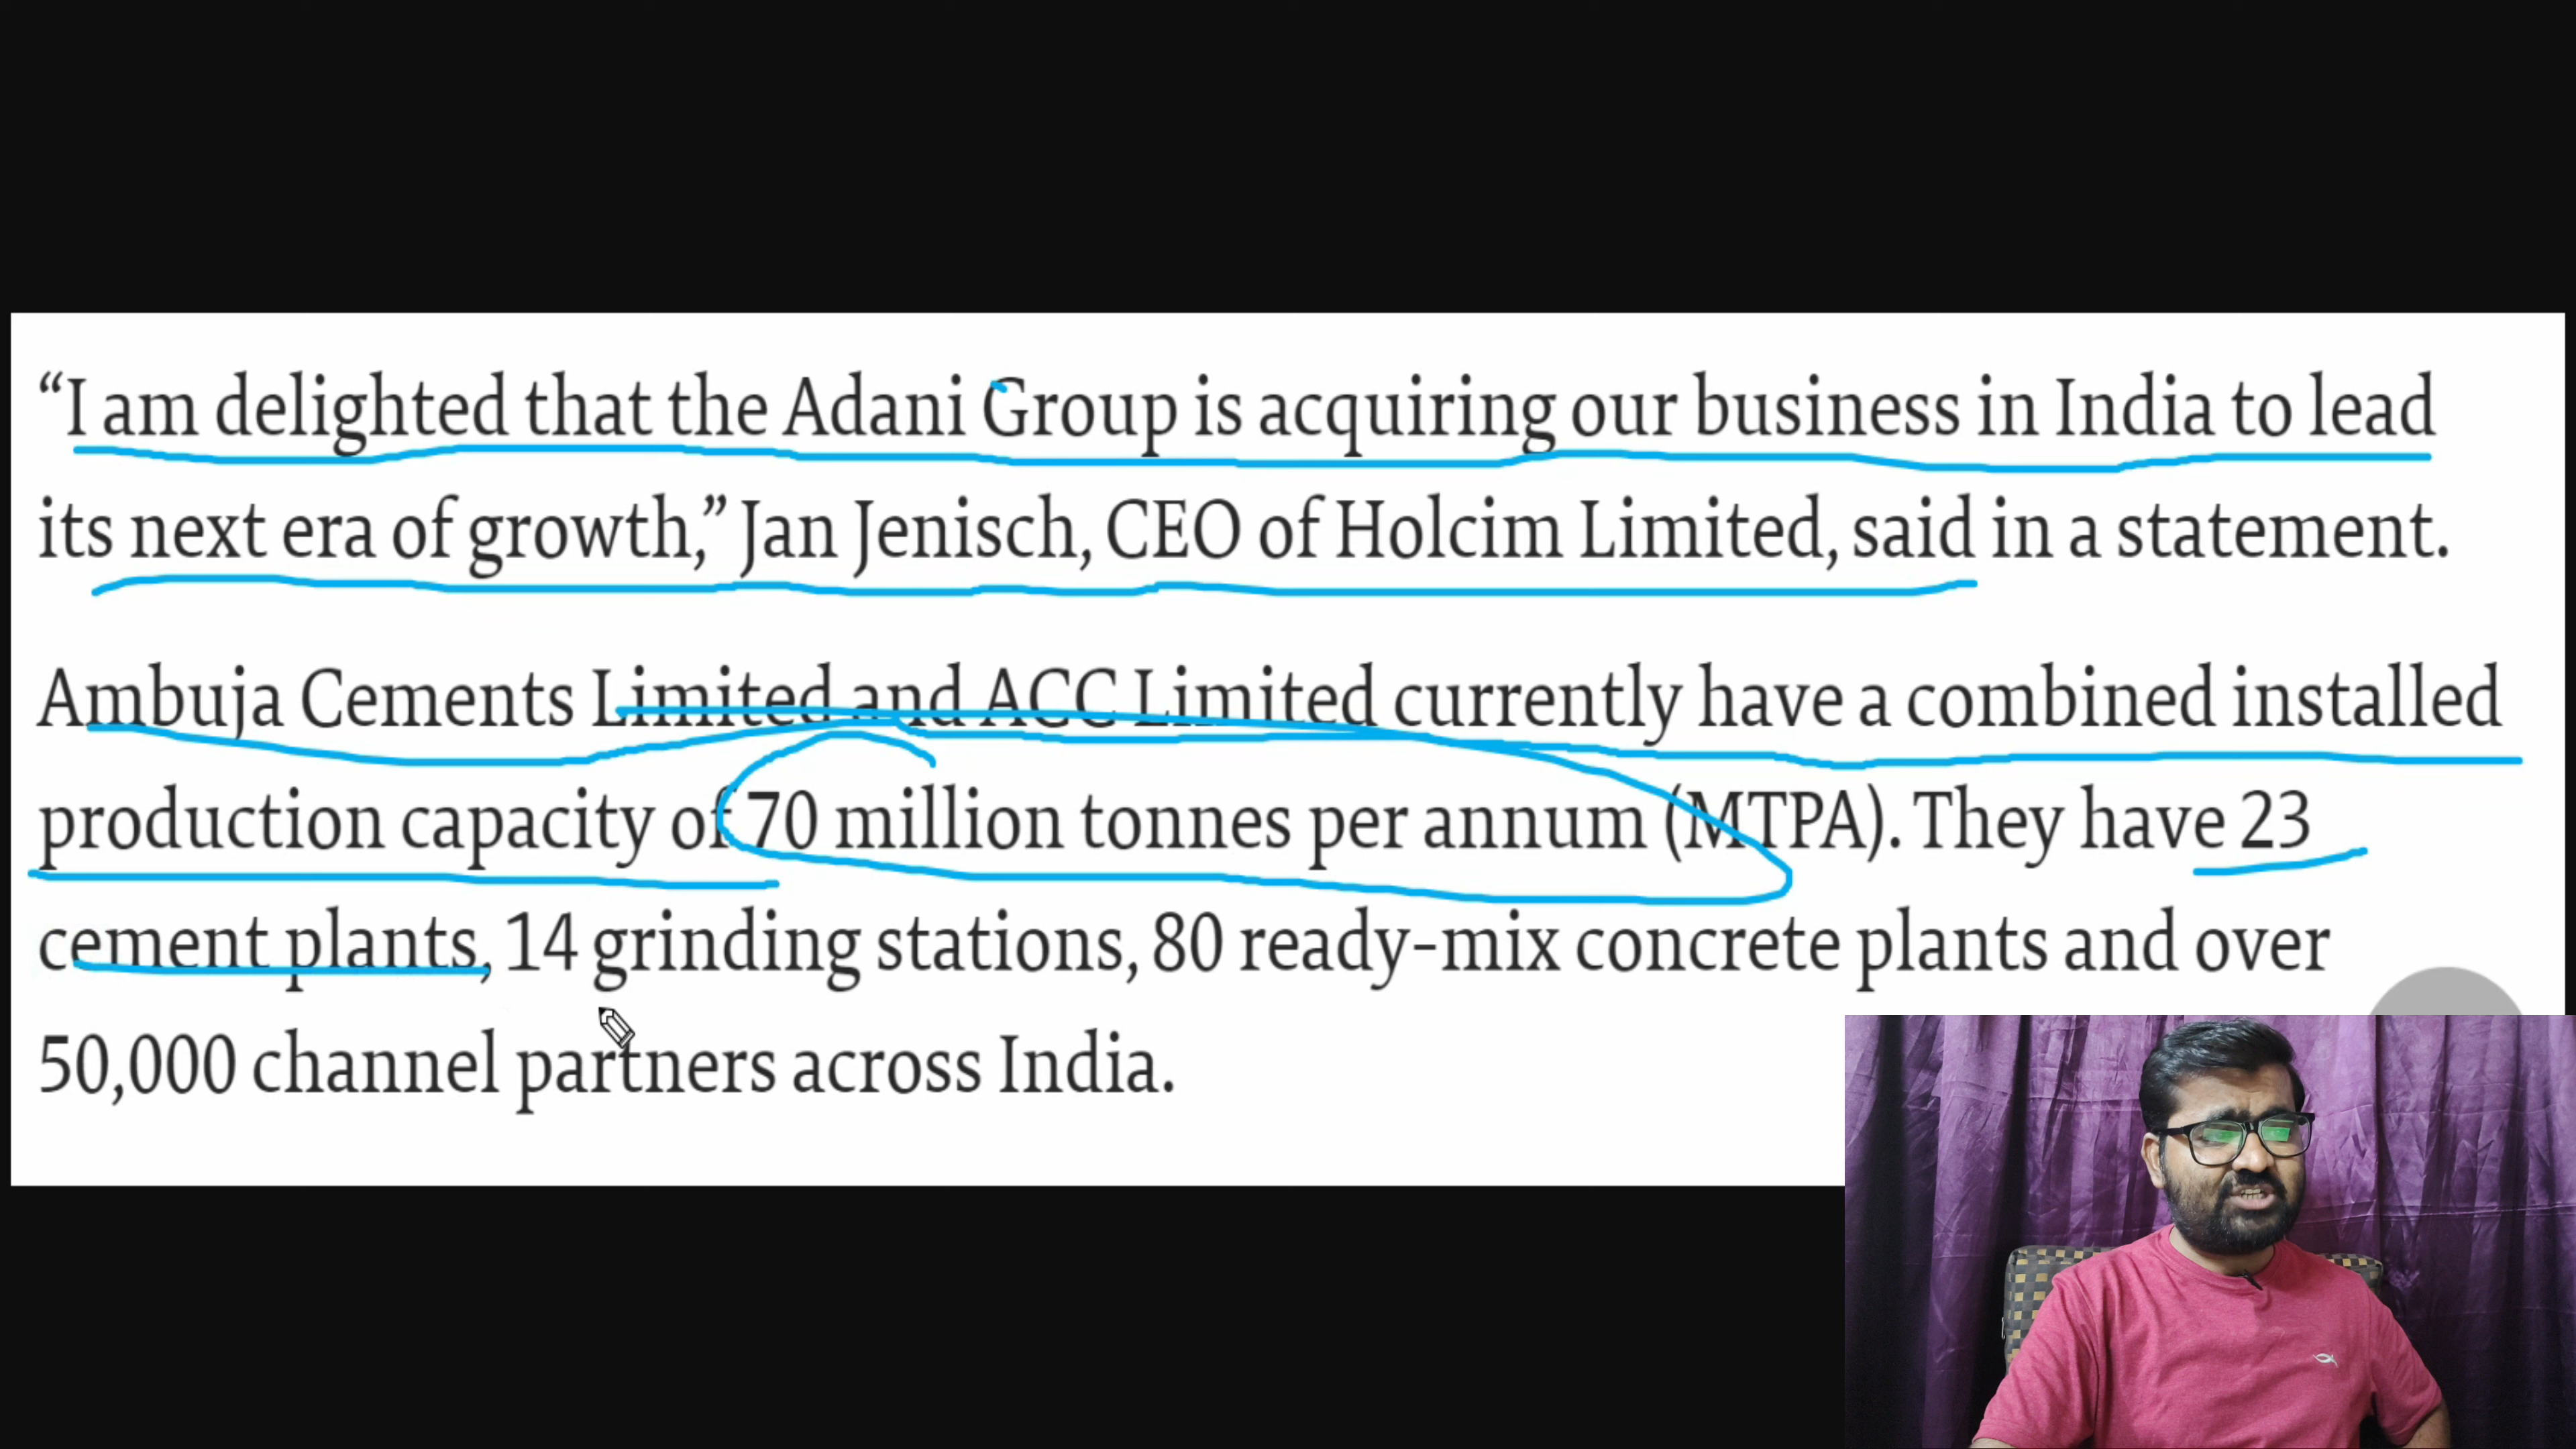 “I am delighted that the Adani Group is acquiring our business in India to lead
its next era of growth,” Jan Jenisch, CEO of Holcim Limited, said in a statement.
Ambuja Cements Limited and ACC Limited currently have a combined installed
production capacity of 70 million tonnes per annum (MTPA). They have 23
cement plants, 14 grinding stations, 80 ready-mix concrete plants and over
50,000 channel partners across India.